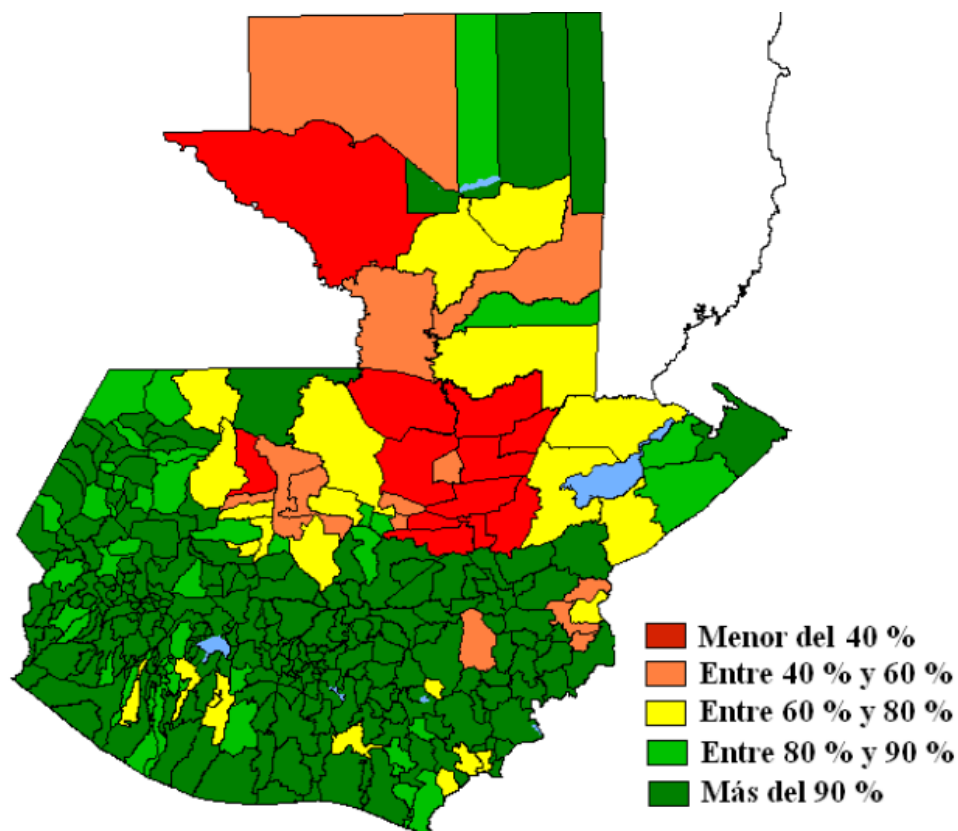 Menor del 40 %
Entre 40 % y 60 %
Entre 60 % y 80 %
Entre 80 % y 90 %
Más del 90 %